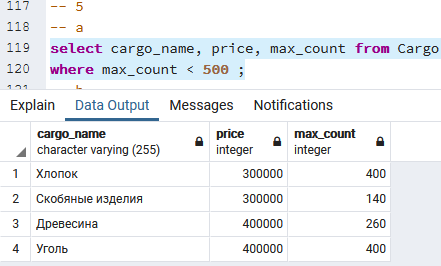 117 -- 5
118 -- a
119 select cargo_name, price, max_count from Cargo
120 where max_count < 500 ;
Explain Data Output Messages Notifications
cargo_name price max_count
character varying (255) integer integer
1 Хлопок 300000 400
2 Скобяные изделия 300000 140
3 Древесина 400000 260
4 Уголь 400000 400